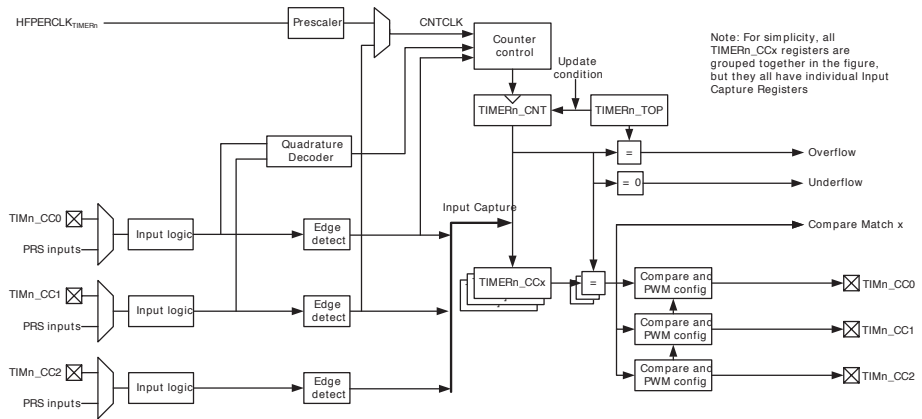 HFPERCLKTIMERn
Prescaler
CNTCLK
Counter
control
Note: For simplicity, all
TIMERn_CCx registers are
grouped together in the figure,
but they all have individual Input
Capture Registers
Update
condition
TIMERn_CNT
TIMERn_TOP
Quadrature
Decoder
=
Overflow
= 0
Underflow
TIMn_CC0
PRS inputs
Input logic
Edge
detect
Input Capture
Compare Match x
TIMERn_CCx
=
Compare and
PWM config
TIMn_CC0
TIMn_CC1
PRS inputs
Input logic
Edge
detect
Compare and
PWM config
TIMn_CC1
TIMn_CC2
PRS inputs
Input logic
Edge
detect
Compare and
PWM config
TIMn_CC2